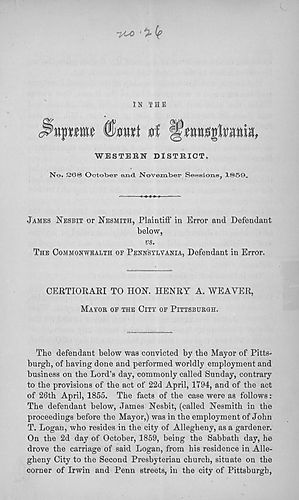 no. 26
IN THE
Supreme Court of Pennsylvania,
WESTERN DISTRICT,
No. 268 October and November Sessions, 1859.
JAMES NESBIT OR NESMITH, Plaintiff in Error and Defendant
below,
vs.
THE COMMONWEALTH OF PENNSYLVANIA, Defendant in Error.
CERTIORARI TO HON. HENRY A. WEAVER,
MAYOR OF THE CITY OF PITTSBURGH.
The defendant below was convicted by the Mayor of Pitts-
burgh, of having done and performed worldly employment and
business on the Lord's day, commonly called Sunday, contrary
to the provisions of the act of 22d April, 1794, and of the act
of 26th April, 1855. The facts of the case were as follows:
The defendant below, James Nesbit, (called Nesmith in the
proceedings before the Mayor,) was in the employment of John
T. Logan, who resides in the city of Allegheny, as a gardener.
On the 2d day of October, 1859, being the Sabbath day, he
drove the carriage of said Logan, from his residence in Alle-
gheny City to the Second Presbyterian church, situate on the
corner of Irwin and Penn streets, in the city of Pittsburgh,